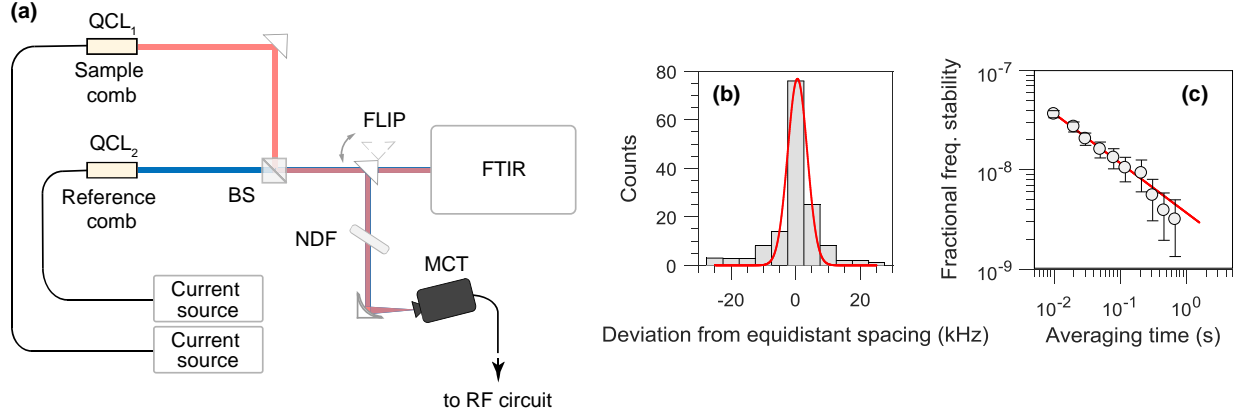 (a)
QCL1
Sample
comb
QCL2
Reference
comb
BS
FLIP
FTIR
NDF
MCT
Current
source
Current
source
to RF circuit
(b)
Counts
80
60
40
20
0
-20
0
20
Deviation from equidistant spacing (kHz)
(c)
Fractional freq. stability
10-7
10-8
10-9
10-2
10-1
100
Averaging time (s)